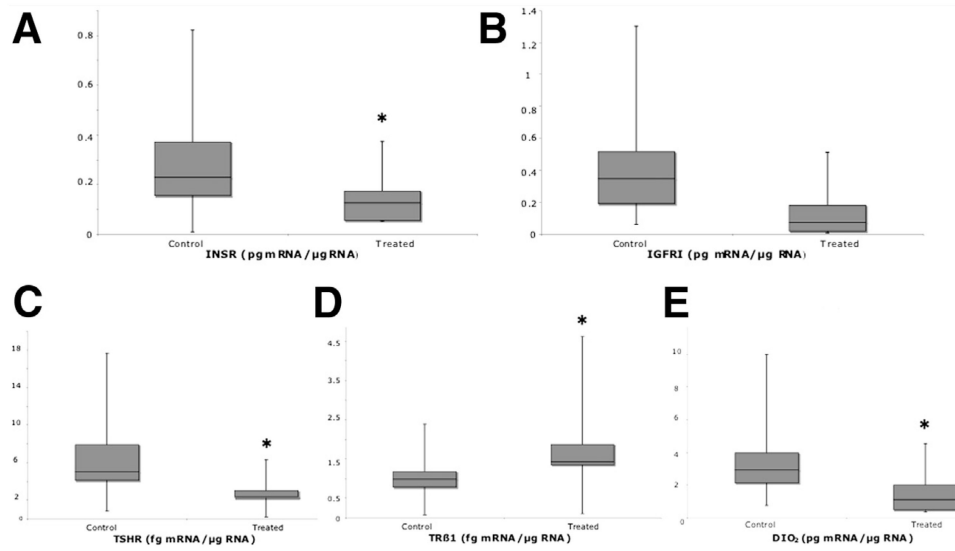 A
0.8
0.6
0.4
0.2
0
Control
Treated
*
INSR (pg mRNA/µg RNA)
B
1.4
1.2
1
0.8
0.6
0.4
0.2
0
Control
Treated
IGFRI (pg mRNA/µg RNA)
C
18
14
10
6
2
0
Control
Treated
*
TSHR (fg mRNA/µg RNA)
D
4.5
3.5
2.5
1.5
0.5
0
Control
Treated
*
TRß1 (fg mRNA/µg RNA)
E
10
8
6
4
2
0
Control
Treated
*
DIO₂ (pg mRNA/µg RNA)